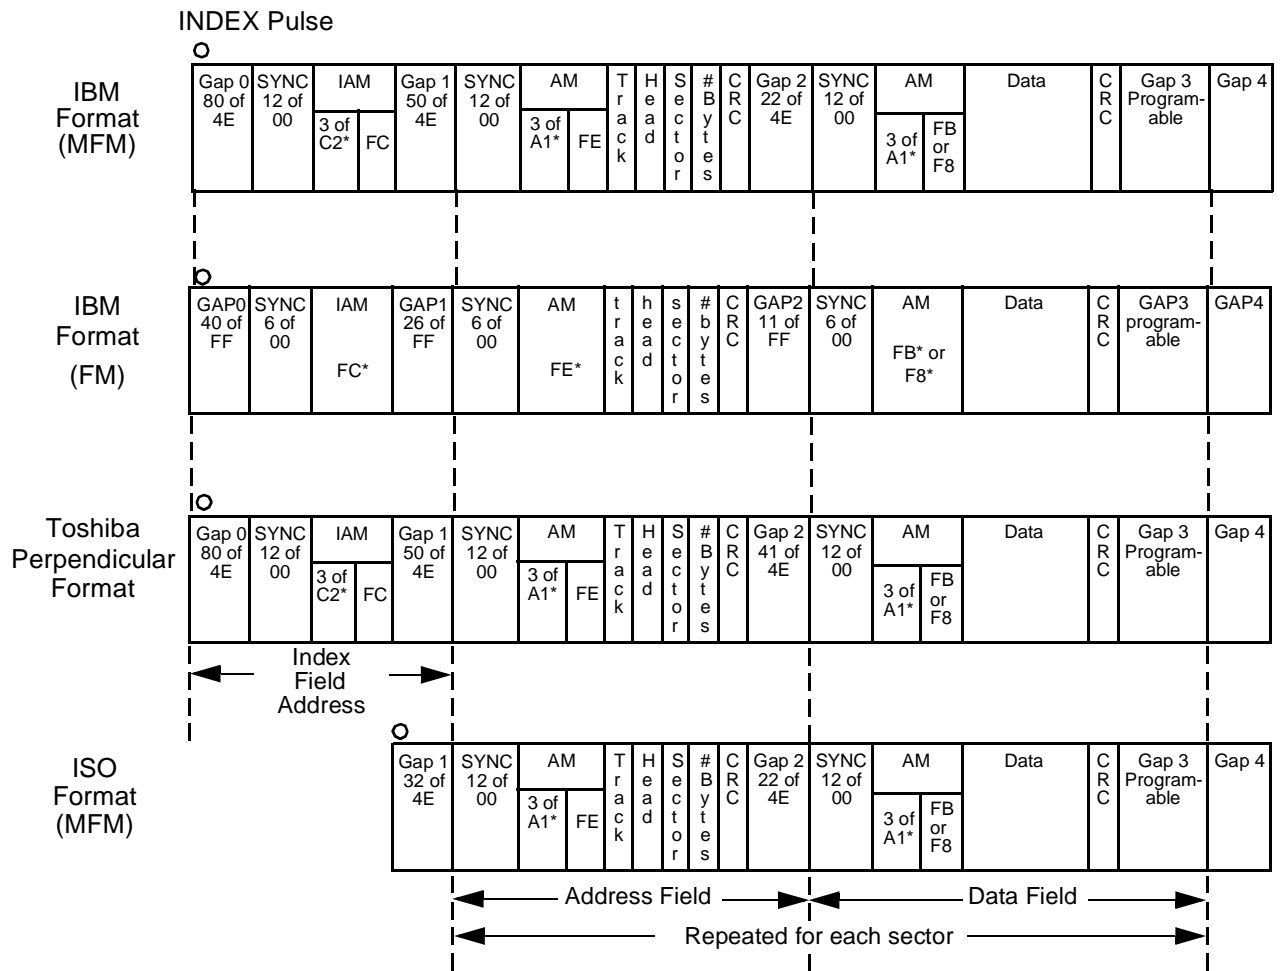 INDEX Pulse
IBM
Format
(MFM)
Gap 0
80 of
4E
SYNC
12 of
00
IAM
3 of
C2*
FC
Gap 1
50 of
4E
SYNC
12 of
00
AM
3 of
A1*
FE
Track
Head
Sector
#Bytes
CRC
Gap 2
22 of
4E
SYNC
12 of
00
AM
3 of
A1*
FB
or
F8
Data
CRC
Gap 3
Program-
able
Gap 4
IBM
Format
(FM)
GAP0
40 of
FF
SYNC
6 of
00
IAM
FC*
GAP1
26 of
FF
SYNC
6 of
00
AM
FE*
track
head
sector
#bytes
CRC
GAP2
11 of
FF
SYNC
6 of
00
AM
FB* or
F8*
Data
CRC
GAP3
program-
able
GAP4
Toshiba
Perpendicular
Format
Gap 0
80 of
4E
SYNC
12 of
00
IAM
3 of
C2*
FC
Gap 1
50 of
4E
SYNC
12 of
00
AM
3 of
A1*
FE
Track
Head
Sector
#Bytes
CRC
Gap 2
41 of
4E
SYNC
12 of
00
AM
3 of
A1*
FB
or
F8
Data
CRC
Gap 3
Program-
able
Gap 4
Index
Field
Address
ISO
Format
(MFM)
Gap 1
32 of
4E
SYNC
12 of
00
AM
3 of
A1*
FE
Track
Head
Sector
#Bytes
CRC
Gap 2
22 of
4E
SYNC
12 of
00
AM
3 of
A1*
FB
or
F8
Data
CRC
Gap 3
Program-
able
Gap 4
Address Field
Data Field
Repeated for each sector